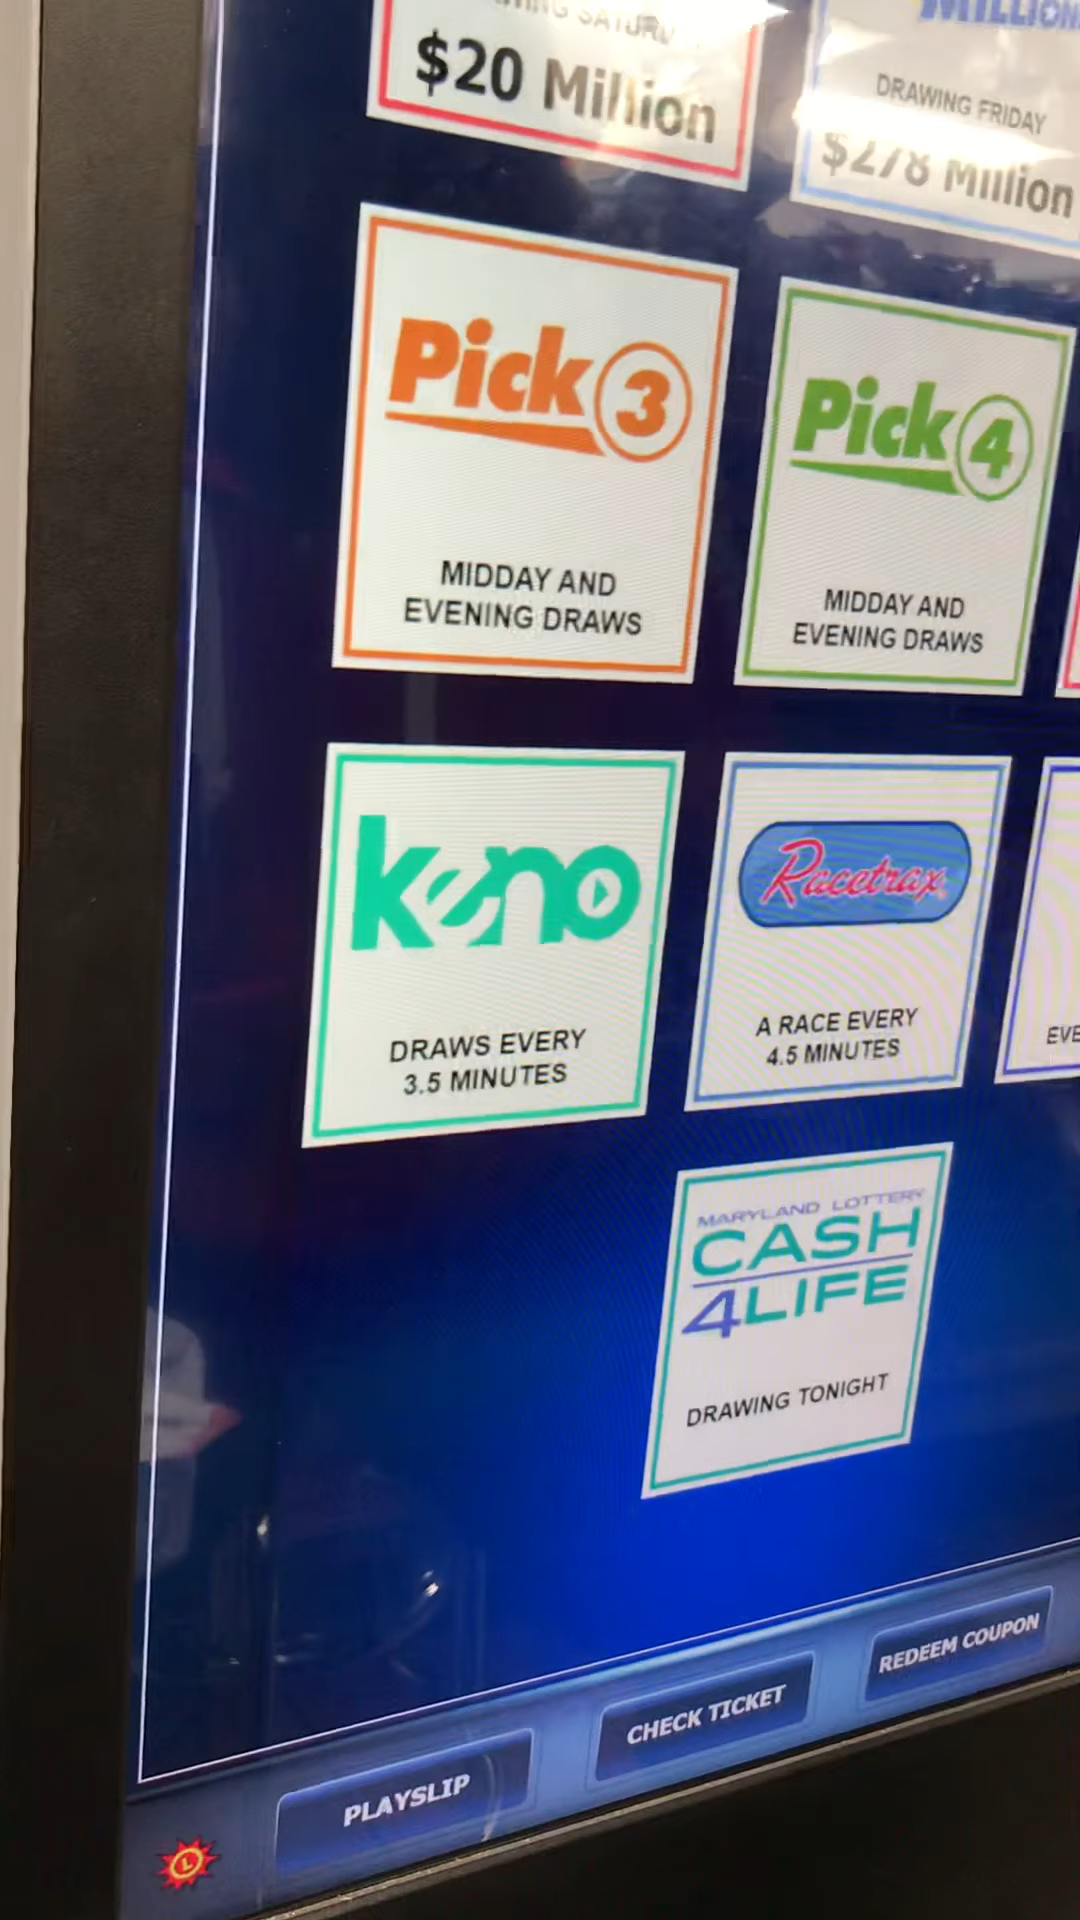 $20 Million
MILLION
DRAWING FRIDAY
$278 Million
Pick 3
MIDDAY AND
EVENING DRAWS
Pick 4
MIDDAY AND
EVENING DRAWS
keno
DRAWS EVERY
3.5 MINUTES
Racetrax
A RACE EVERY
4.5 MINUTES
MARYLAND LOTTERY
CASH
4LIFE
DRAWING TONIGHT
PLAYSLIP
CHECK TICKET
REDEEM COUPON
L